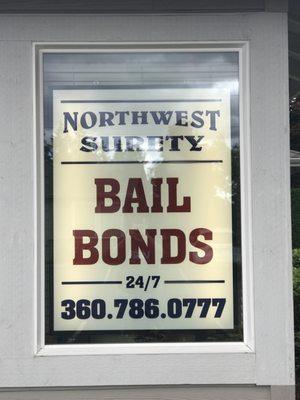 NORTHWEST
SURETY
BAIL
BONDS
24/7
360.786.0777